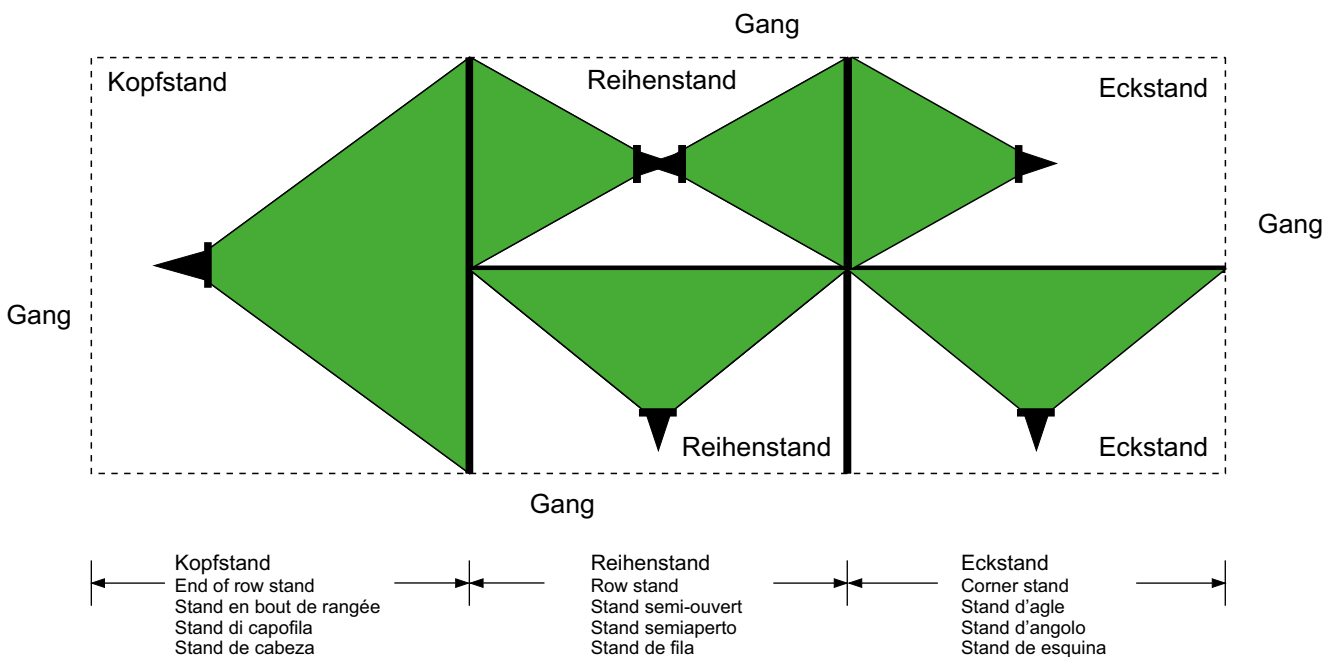 Gang
Kopfstand
Reihenstand
Eckstand
Gang
Gang
Reihenstand
Eckstand
Gang
Kopfstand
End of row stand
Stand en bout de rangée
Stand di capofila
Stand de cabeza
Reihenstand
Row stand
Stand semi-ouvert
Stand semiaperto
Stand de fila
Eckstand
Corner stand
Stand d’agle
Stand d’angolo
Stand de esquina